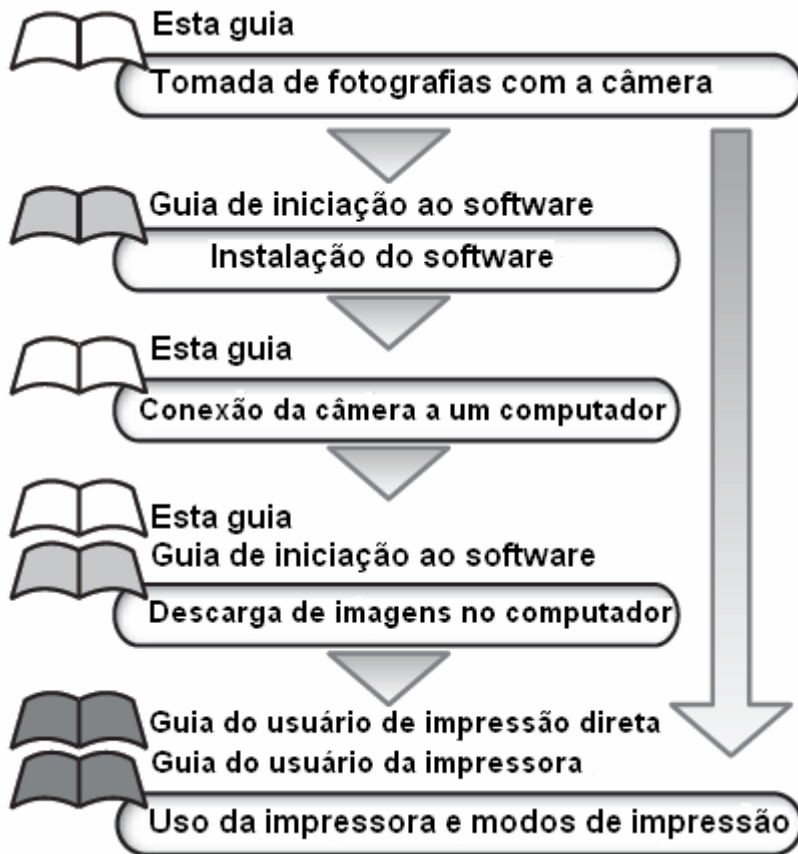 Esta guia
Tomada de fotografias com a câmera
Guia de iniciação ao software
Instalação do software
Esta guia
Conexão da câmera a um computador
Esta guia
Guia de iniciação ao software
Descarga de imagens no computador
Guia do usuário de impressão direta
Guia do usuário da impressora
Uso da impressora e modos de impressão